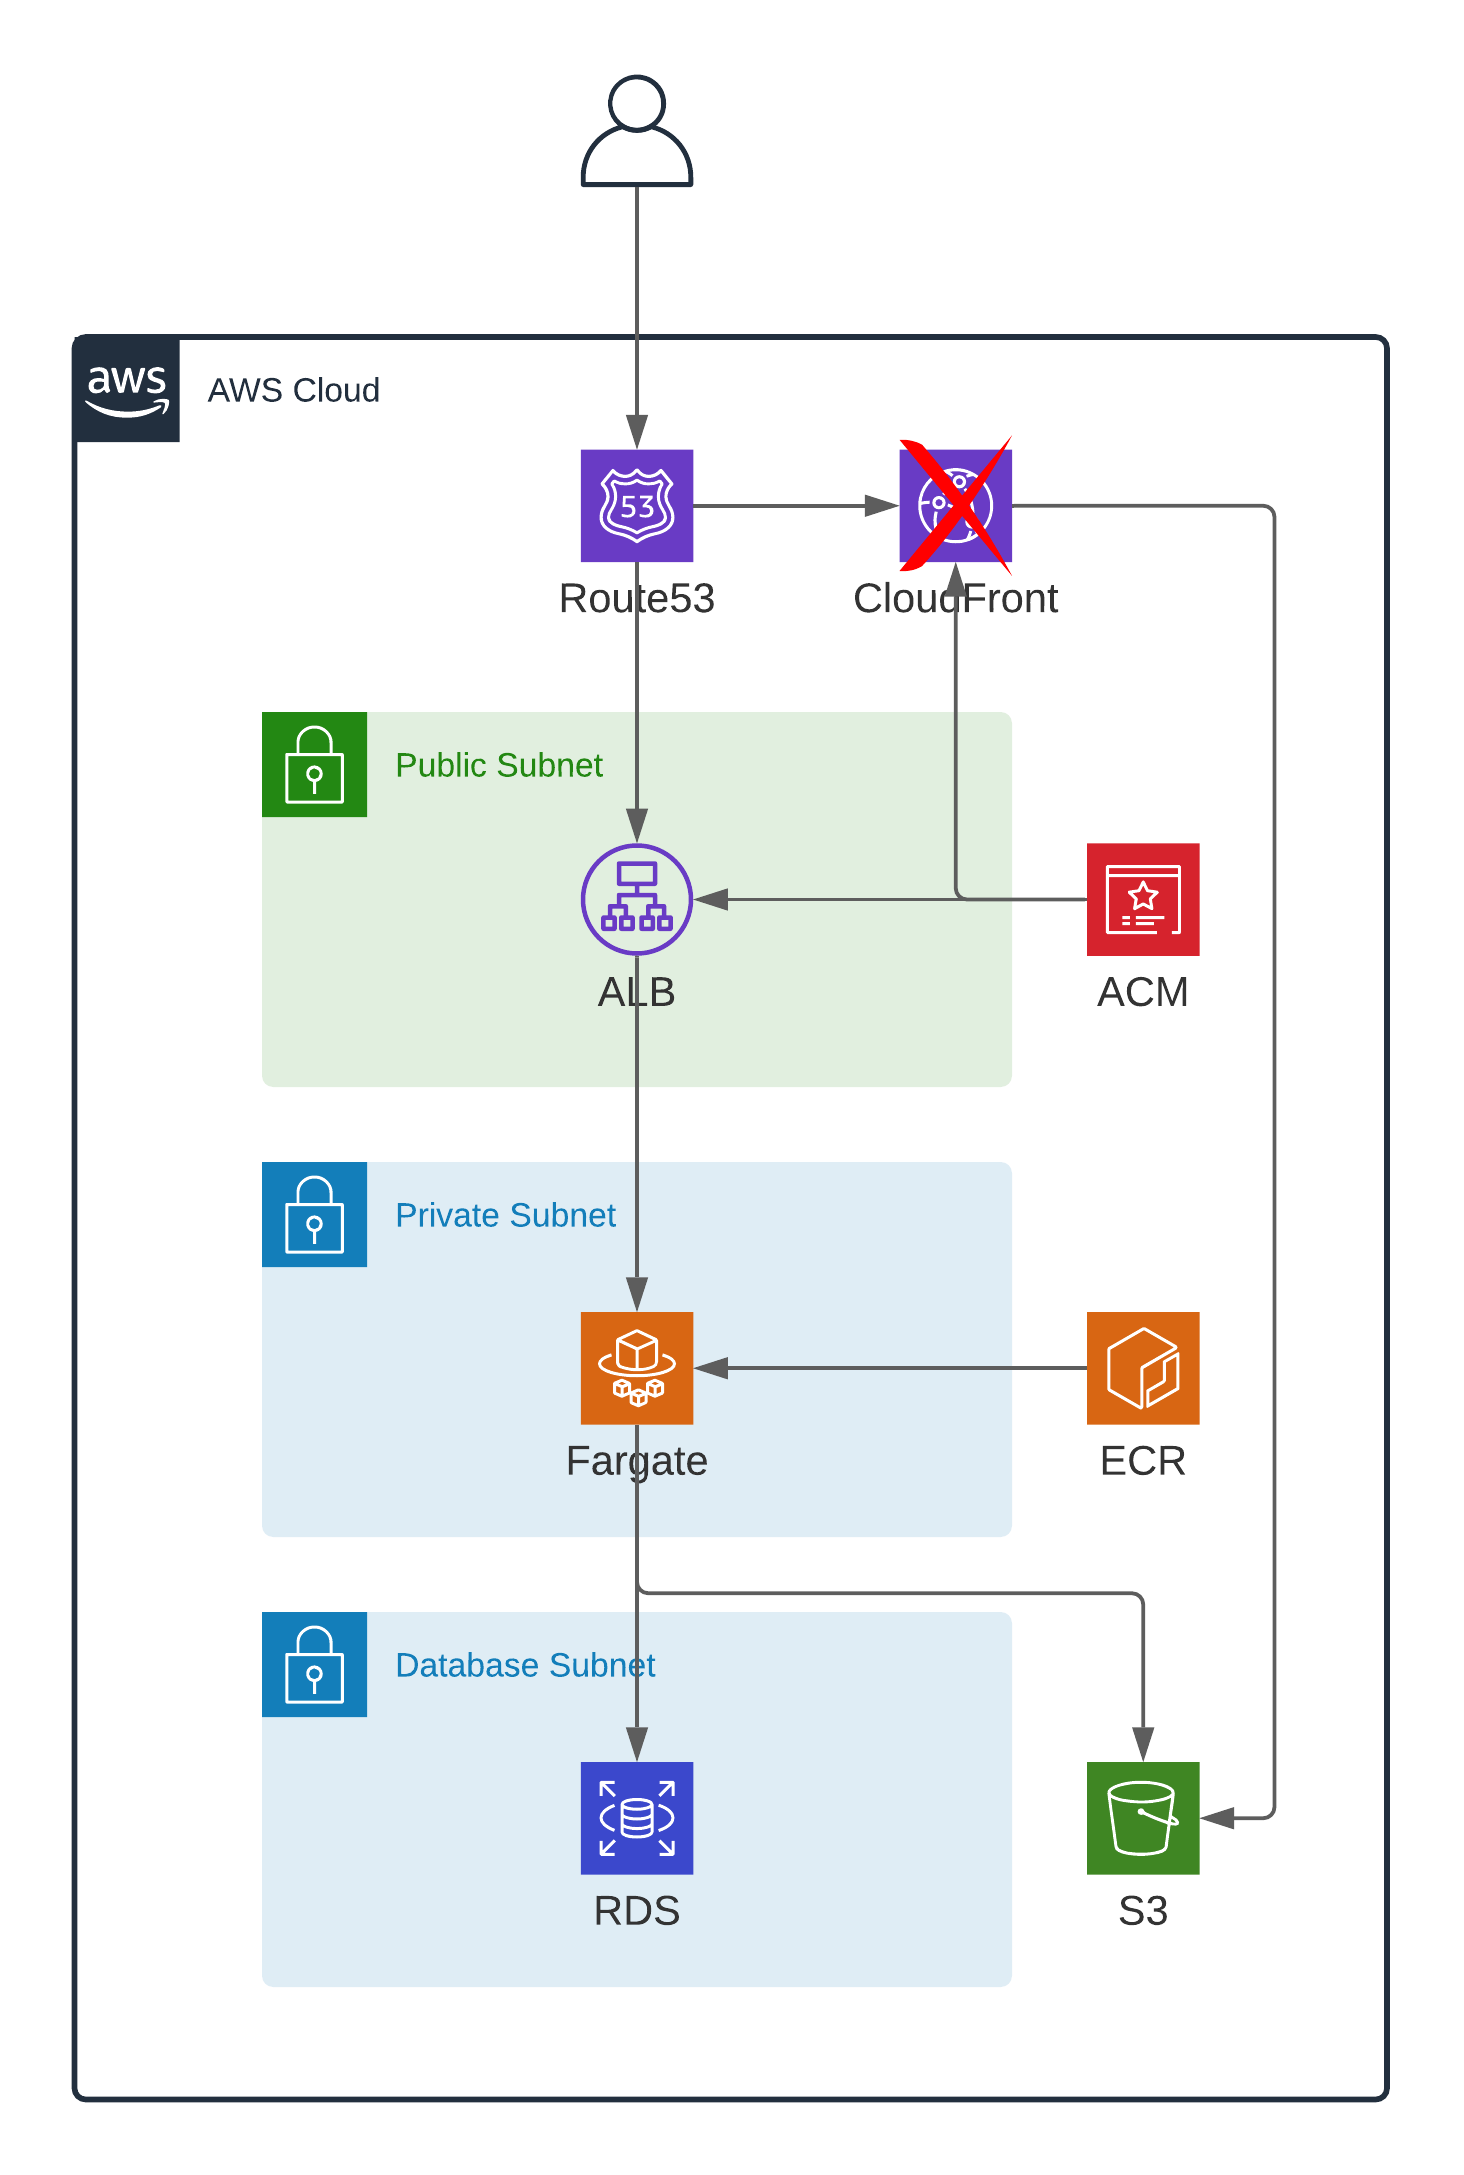 aws
AWS Cloud
53
Route53
CloudFront
Public Subnet
ALB
ACM
Private Subnet
Fargate
ECR
Database Subnet
RDS
S3